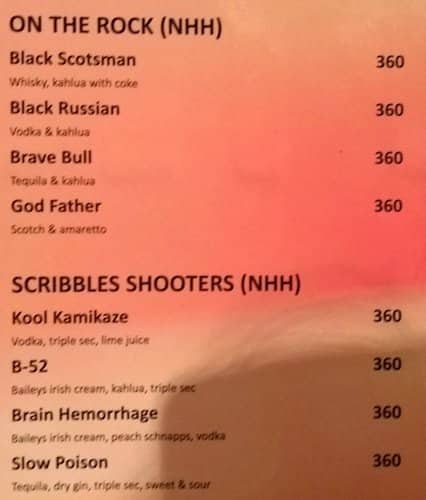 ON THE ROCK (NHH)
Black Scotsman 360
Whisky, kahlua with coke
Black Russian 360
Vodka & kahlua
Brave Bull 360
Tequila & kahlua
God Father 360
Scotch & amaretto
SCRIBBLES SHOOTERS (NHH)
Kool Kamikaze 360
Vodka, triple sec, lime juice
B-52 360
Baileys irish cream, kahlua, triple sec
Brain Hemorrhage 360
Baileys irish cream, peach schnapps, vodka
Slow Poison 360
Tequila, dry gin, triple sec, sweet & sour